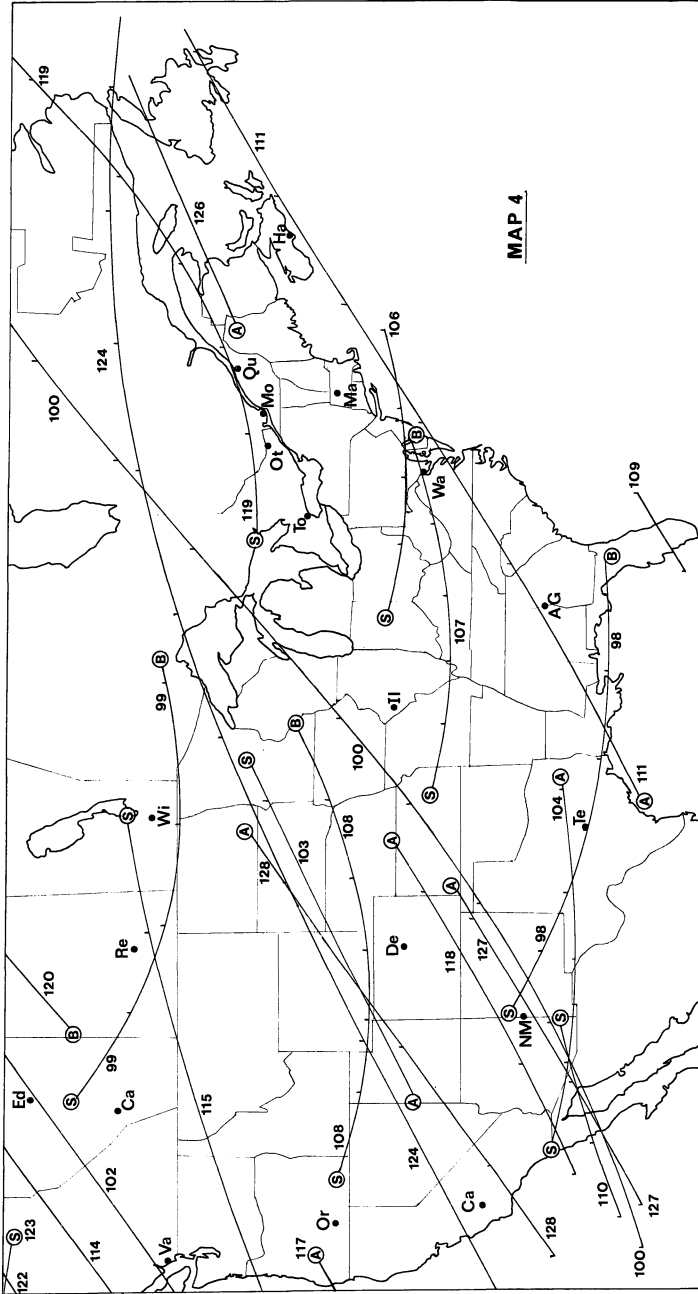 122
S
123
114
102
Ed
120
100
119
Va
Ca
99
B
S
Re
S
Wi
99
B
124
115
117
A
Or
S
108
128
A
103
S
B
119
S
To
Ot
Mo
Qu
A
126
124
A
De
118
A
108
100
Il
S
S
Ma
Ha
111
Ca
127
A
S
107
Wa
B
106
128
S
NM
S
98
104
A
Te
A
111
98
AG
B
109
110
100
127
MAP 4